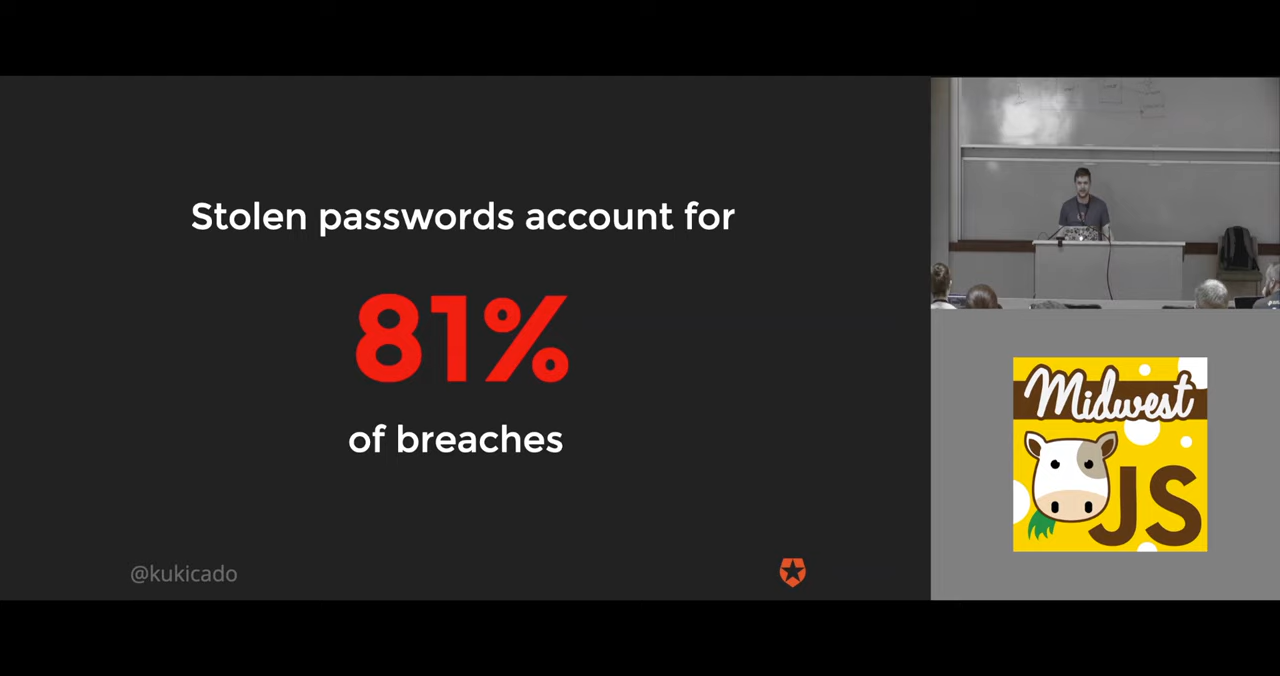 Stolen passwords account for
81%
of breaches
@kukicado
Midwest
JS